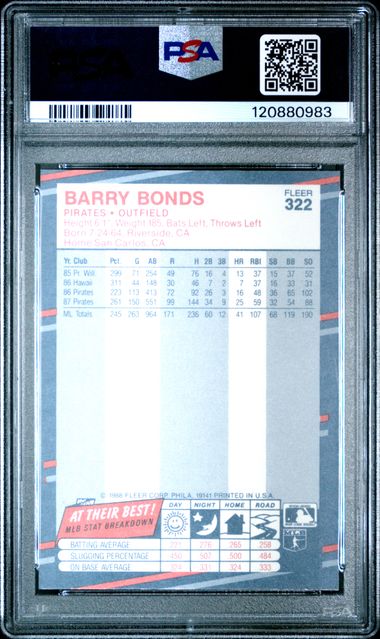 PSA
120880983
FLEER
BARRY BONDS 322
PIRATES • OUTFIELD
Height 6'1" Weight 185, Bats Left, Throws Left
Born 7-24-64, Riverside, CA
Home San Carlos, CA
Yr. Club Pct. G AB R H 2B 3B HR RBI SB BB SO
85 Pr. Will. 299 71 254 49 76 16 4 13 37 15 37 52
86 Hawaii 311 44 148 30 46 7 2 7 37 16 33 31
86 Pirates 223 113 413 72 92 26 3 16 48 36 65 102
87 Pirates 261 150 551 99 144 34 9 25 59 32 54 88
ML Totals 245 263 964 171 236 60 12 41 107 68 119 190
© 1988 FLEER CORP. PHILA. 19141 PRINTED IN U.S.A.
AT THEIR BEST!
MLB STAT BREAKDOWN
DAY NIGHT HOME ROAD
BATTING AVERAGE 276 265 258
SLUGGING PERCENTAGE 450 507 500 484
ON BASE AVERAGE 324 331 324 333